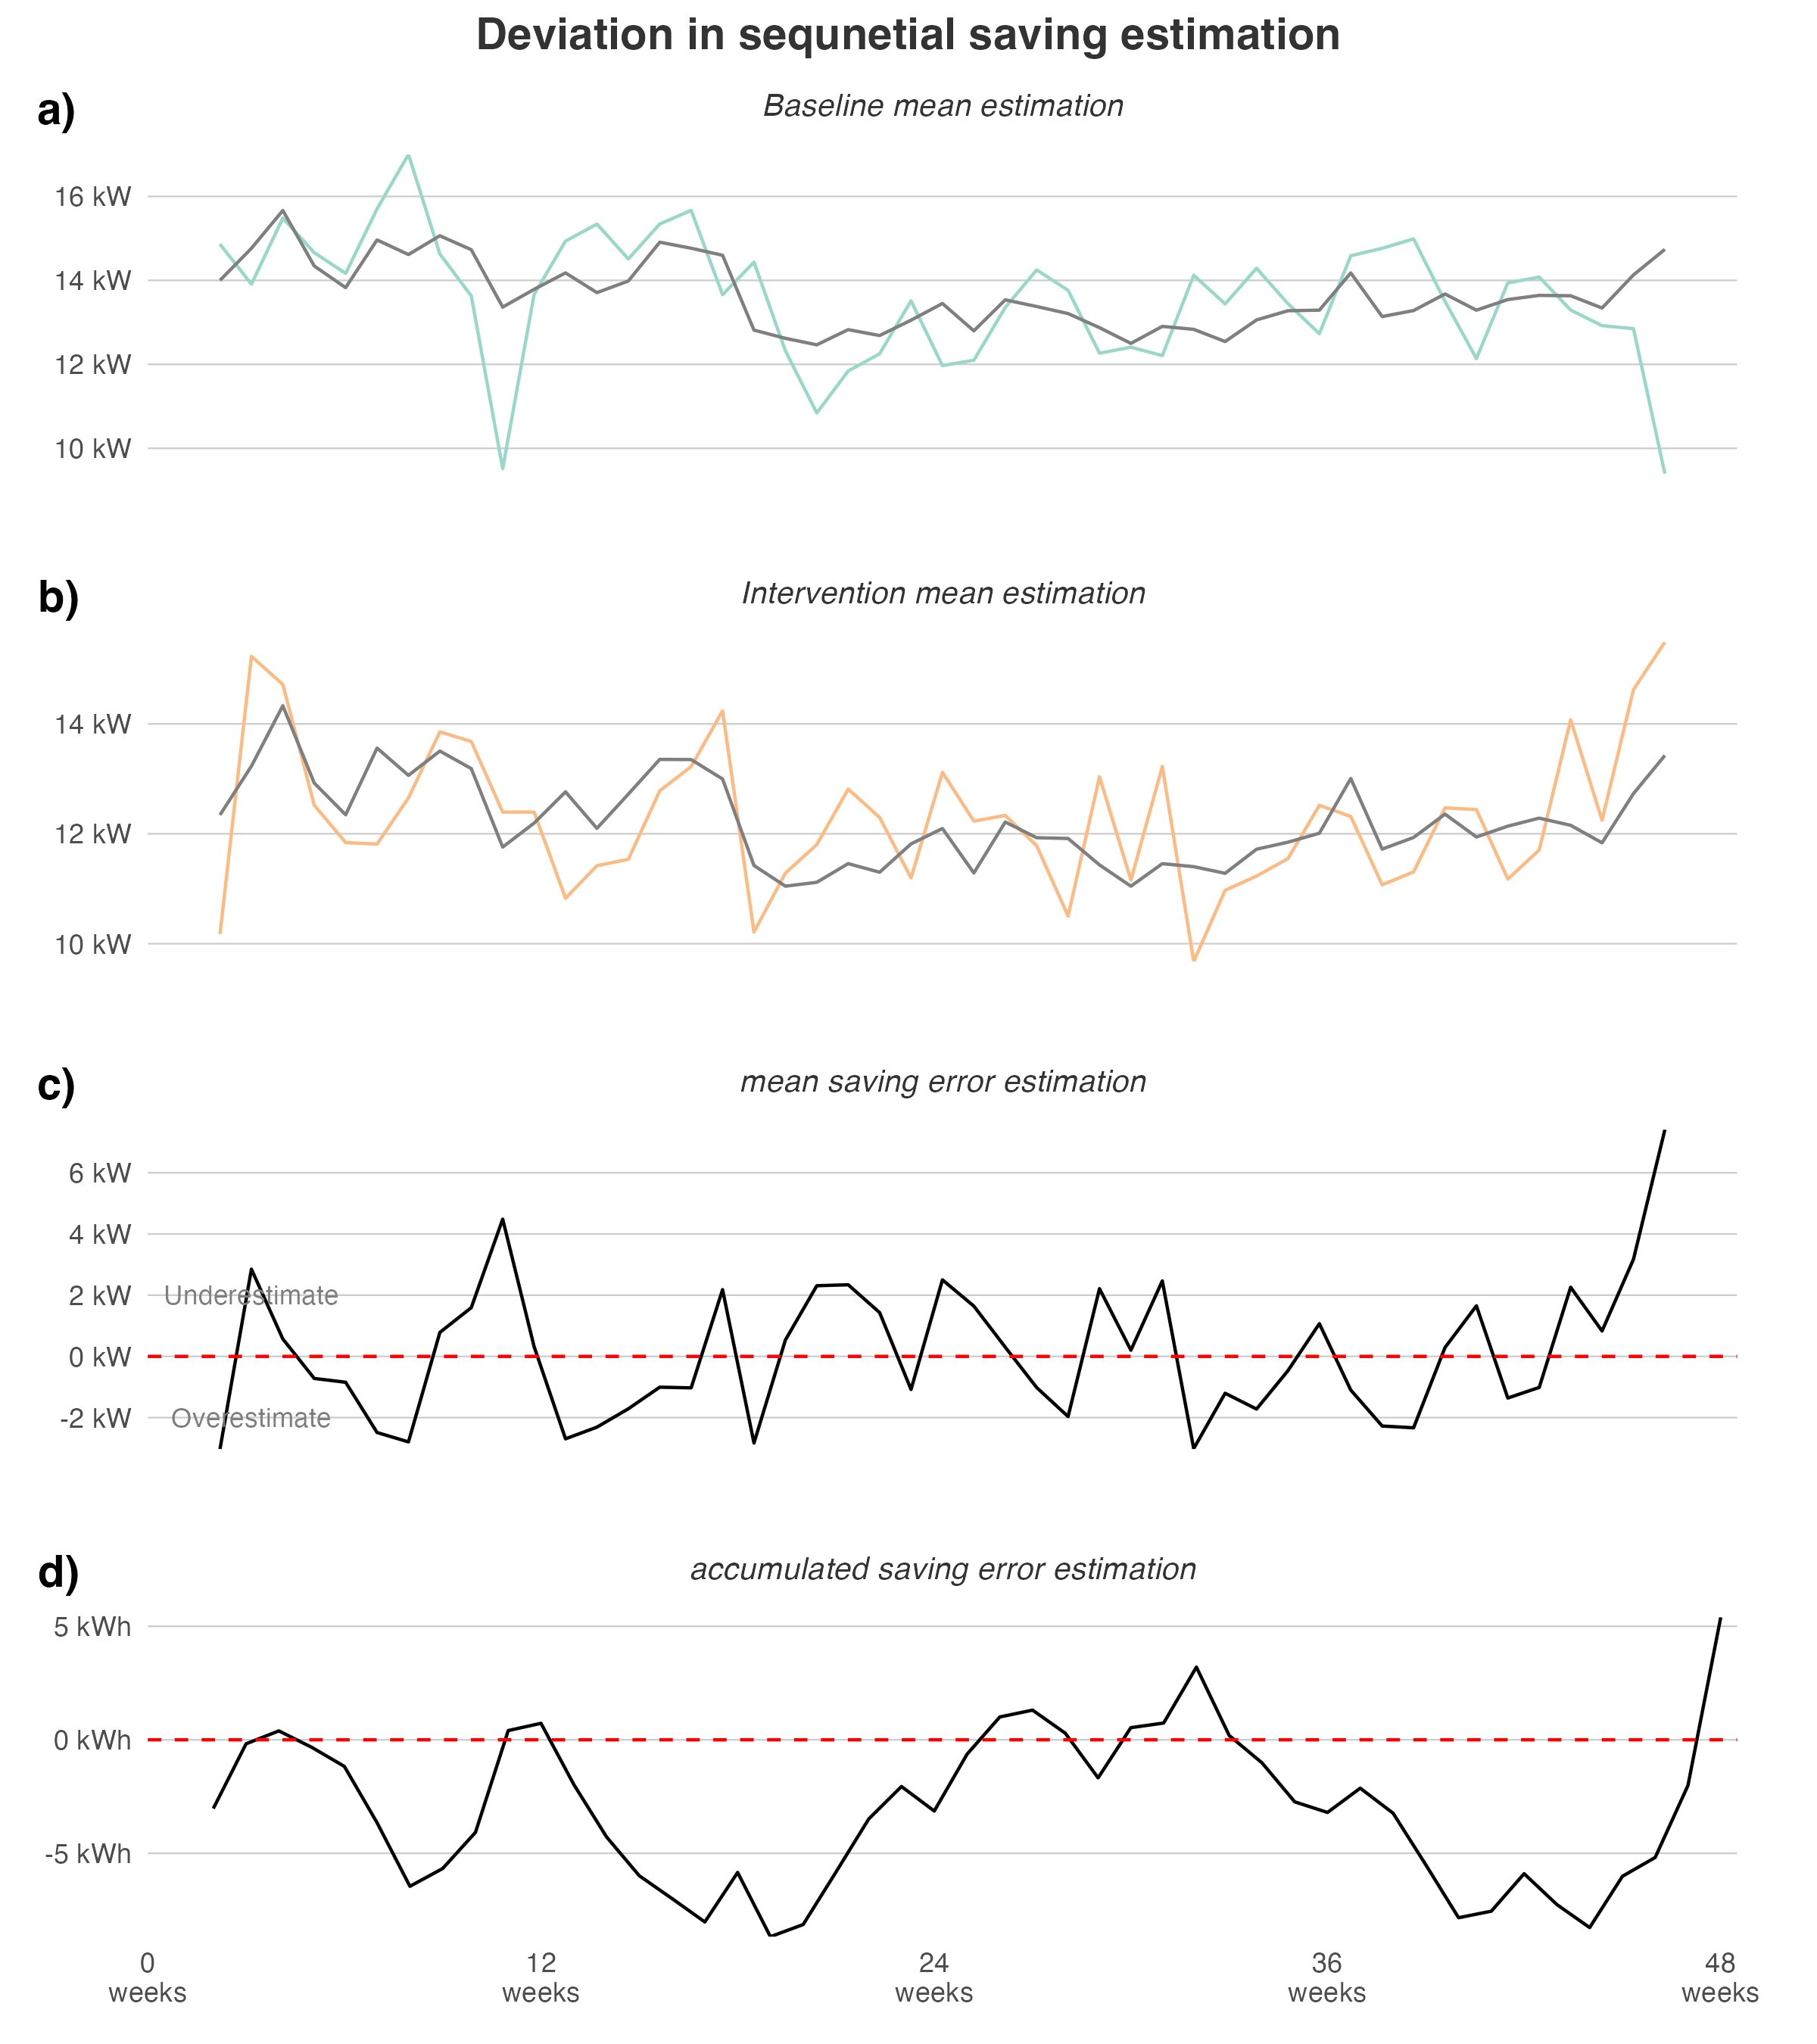 Deviation in sequnetial saving estimation
a)
Baseline mean estimation
16 kW
14 kW
12 kW
10 kW
b)
Intervention mean estimation
14 kW
12 kW
10 kW
c)
mean saving error estimation
6 kW
4 kW
2 kW
Underestimate
0 kW
-2 kW
Overestimate
d)
accumulated saving error estimation
5 kWh
0 kWh
-5 kWh
0 12 24 36 48
weeks weeks weeks weeks weeks